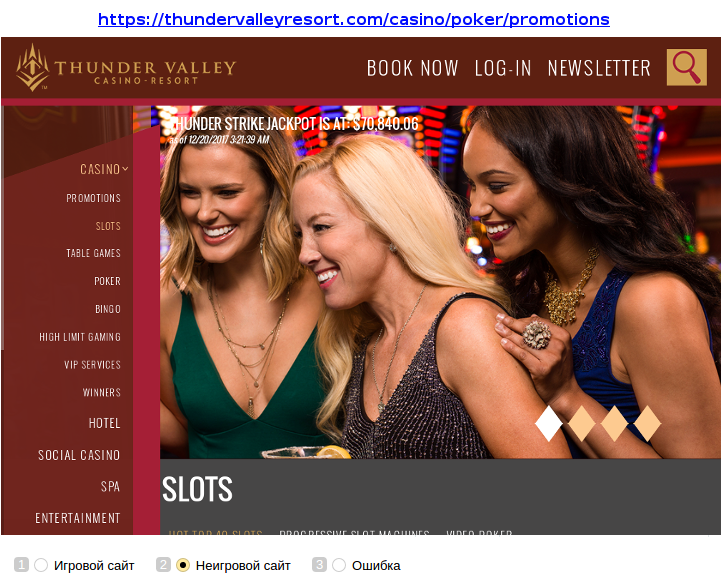 https://thundervalleyresort.com/casino/poker/promotions
THUNDER VALLEY
CASINO-RESORT
BOOK NOW LOG-IN NEWSLETTER
THUNDER STRIKE JACKPOT IS AT: $70,840.06
as of 12/20/2017 3:21:39 AM
CASINO
PROMOTIONS
SLOTS
TABLE GAMES
POKER
BINGO
HIGH LIMIT GAMING
VIP SERVICES
WINNERS
HOTEL
SOCIAL CASINO
SPA
ENTERTAINMENT
SLOTS
HOT TOP 40 SLOTS PROGRESSIVE SLOT MACHINES VIDEO POKER
1 Игровой сайт 2 Неигровой сайт 3 Ошибка